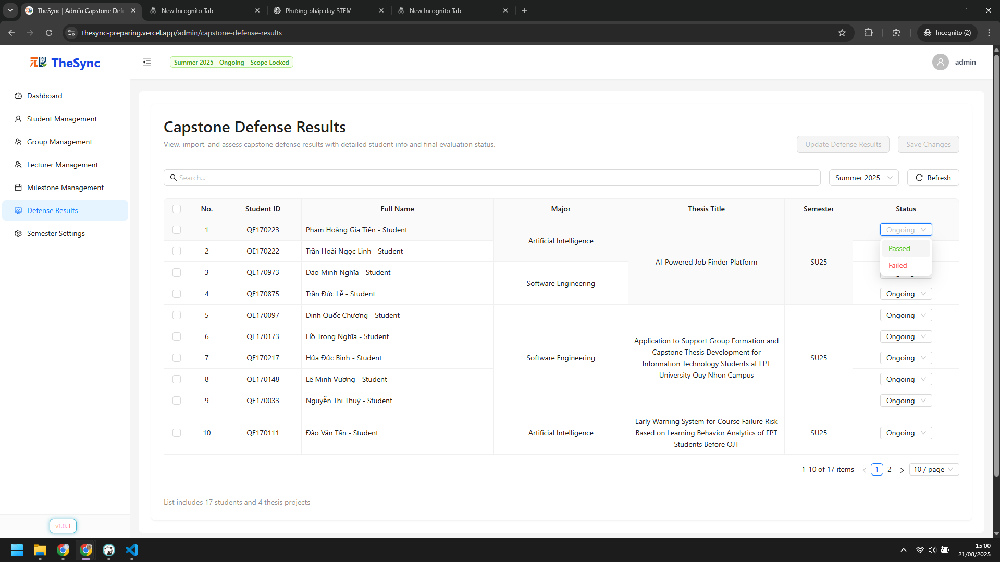 TheSync | Admin Capstone Defe
New Incognito Tab
Phương pháp dạy STEM
New Incognito Tab
thesync-preparing.vercel.app/admin/capstone-defense-results
Incognito (2)
TheSync
Summer 2025 - Ongoing - Scope Locked
admin
Dashboard
Student Management
Group Management
Lecturer Management
Milestone Management
Defense Results
Semester Settings
v1.0.3
Capstone Defense Results
View, import, and assess capstone defense results with detailed student info and final evaluation status.
Update Defense Results
Save Changes
Search...
Summer 2025
Refresh
No. Student ID Full Name Major Thesis Title Semester Status
1 QE170223 Phạm Hoàng Gia Tiên - Student Ongoing
Artificial Intelligence
Passed
2 QE170222 Trần Hoài Ngọc Linh - Student
AI-Powered Job Finder Platform SU25
Failed
3 QE170973 Đào Minh Nghĩa - Student
Software Engineering
4 QE170875 Trần Đức Lễ - Student Ongoing
5 QE170097 Đinh Quốc Chương - Student Ongoing
6 QE170173 Hồ Trọng Nghĩa - Student Ongoing
Application to Support Group Formation and
Capstone Thesis Development for
7 QE170217 Hứa Đức Bình - Student Software Engineering SU25 Ongoing
Information Technology Students at FPT
University Quy Nhon Campus
8 QE170148 Lê Minh Vương - Student Ongoing
9 QE170033 Nguyễn Thị Thuý - Student Ongoing
Early Warning System for Course Failure Risk
10 QE170111 Đào Văn Tấn - Student Artificial Intelligence Based on Learning Behavior Analytics of FPT SU25 Ongoing
Students Before OJT
1-10 of 17 items 1 2 10 / page
List includes 17 students and 4 thesis projects
15:00
21/08/2025